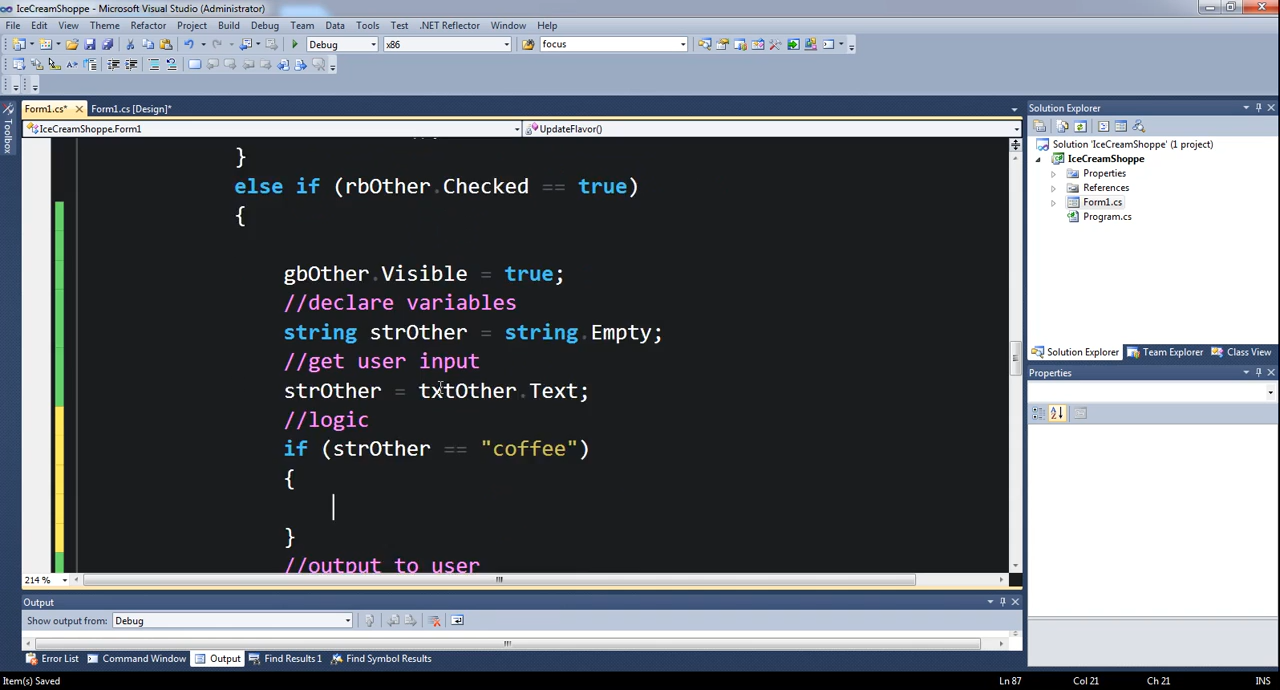 IceCreamShoppe - Microsoft Visual Studio (Administrator)
File Edit View Theme Refactor Project Build Debug Team Data Tools Test .NET Reflector Window Help
Debug x86 focus
Form1.cs* Form1.cs [Design]*
IceCreamShoppe.Form1 UpdateFlavor()
Toolbox
}
else if (rbOther.Checked == true)
{
gbOther.Visible = true;
//declare variables
string strOther = string.Empty;
//get user input
strOther = txtOther.Text;
//logic
if (strOther == "coffee")
{
}
//output to user
214 %
Solution Explorer
Solution 'IceCreamShoppe' (1 project)
IceCreamShoppe
Properties
References
Form1.cs
Program.cs
Solution Explorer Team Explorer Class View
Properties
Output
Show output from: Debug
Error List Command Window Output Find Results 1 Find Symbol Results
Item(s) Saved Ln 87 Col 21 Ch 21 INS